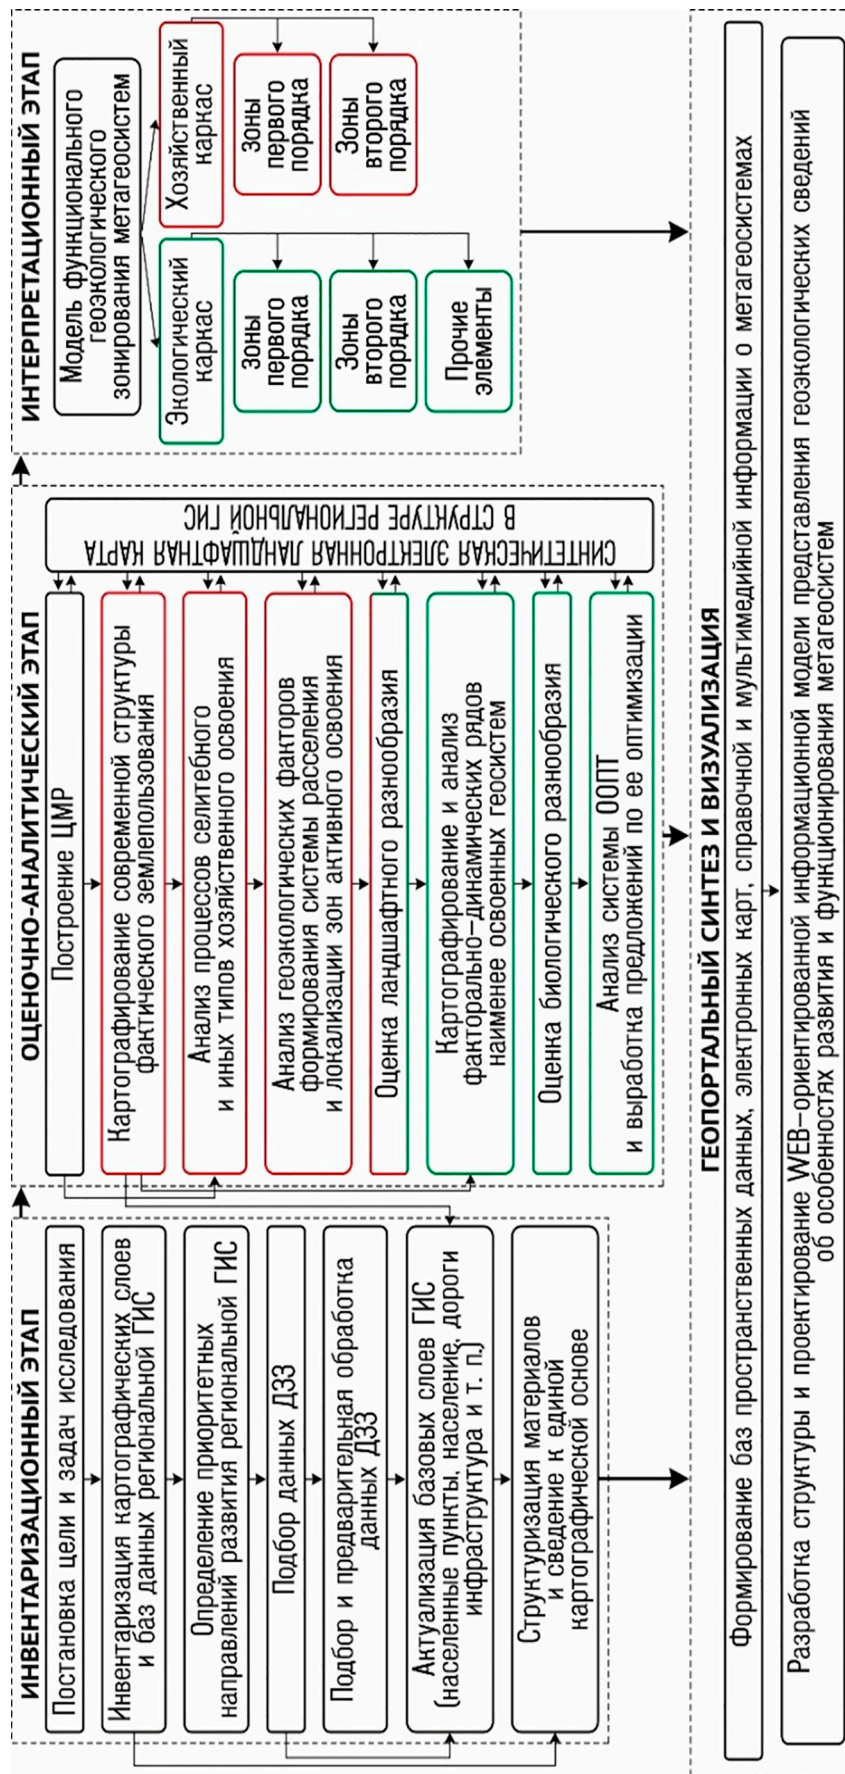 ИНВЕНТАРИЗАЦИОННЫЙ ЭТАП
Постановка цели и задач исследования
Инвентаризация картографических слоев
и баз данных региональной ГИС
Определение приоритетных
направлений развития региональной ГИС
Подбор данных ДЗЗ
Подбор и предварительная обработка
данных ДЗЗ
Актуализация базовых слоев ГИС
(населенные пункты, население, дороги
инфраструктура и т. п.)
Структуризация материалов
и сведение к единой
картографической основе
ОЦЕНОЧНО-АНАЛИТИЧЕСКИЙ ЭТАП
Построение ЦМР
Картографирование современной структуры
фактического землепользования
Анализ процессов селитебного
и иных типов хозяйственного освоения
Анализ геоэкологических факторов
формирования системы расселения
и локализации зон активного освоения
Оценка ландшафтного разнообразия
Картографирование и анализ
факторально-динамических рядов
наименее освоенных геосистем
Оценка биологического разнообразия
Анализ системы ООПТ
и выработка предложений по ее оптимизации
СИНТЕТИЧЕСКАЯ ЭЛЕКТРОННАЯ ЛАНДШАФТНАЯ КАРТА
В СТРУКТУРЕ РЕГИОНАЛЬНОЙ ГИС
ИНТЕРПРЕТАЦИОННЫЙ ЭТАП
Модель функционального
геоэкологического
зонирования метагеосистем
Экологический
каркас
Зоны
первого
порядка
Зоны
второго
порядка
Прочие
элементы
Хозяйственный
каркас
Зоны
первого
порядка
Зоны
второго
порядка
ГЕОПОРТАЛЬНЫЙ СИНТЕЗ И ВИЗУАЛИЗАЦИЯ
Формирование баз пространственных данных, электронных карт, справочной и мультимедийной информации о метагеосистемах
Разработка структуры и проектирование WEB-ориентированной информационной модели представления геоэкологических сведений
об особенностях развития и функционирования метагеосистем